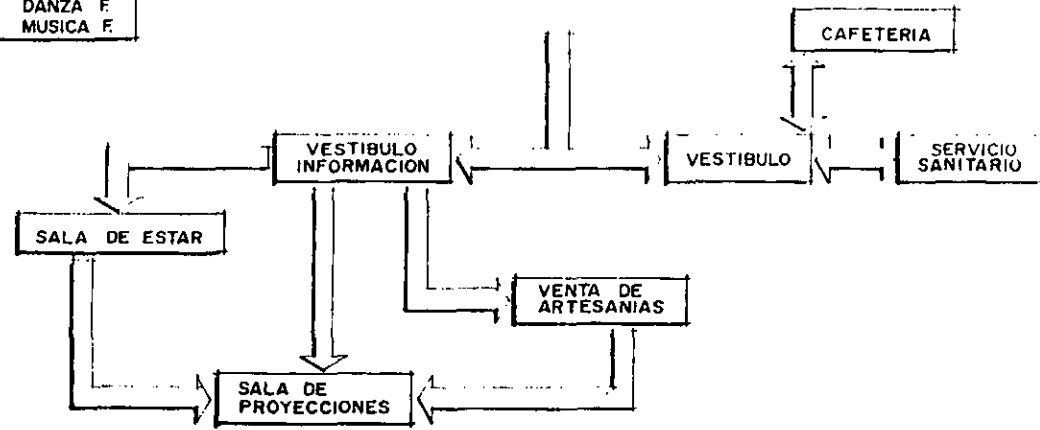 DANZA F.
MUSICA F.
CAFETERIA
VESTIBULO
INFORMACION
VESTIBULO
SERVICIO
SANITARIO
SALA DE ESTAR
VENTA DE
ARTESANIAS
SALA DE
PROYECCIONES